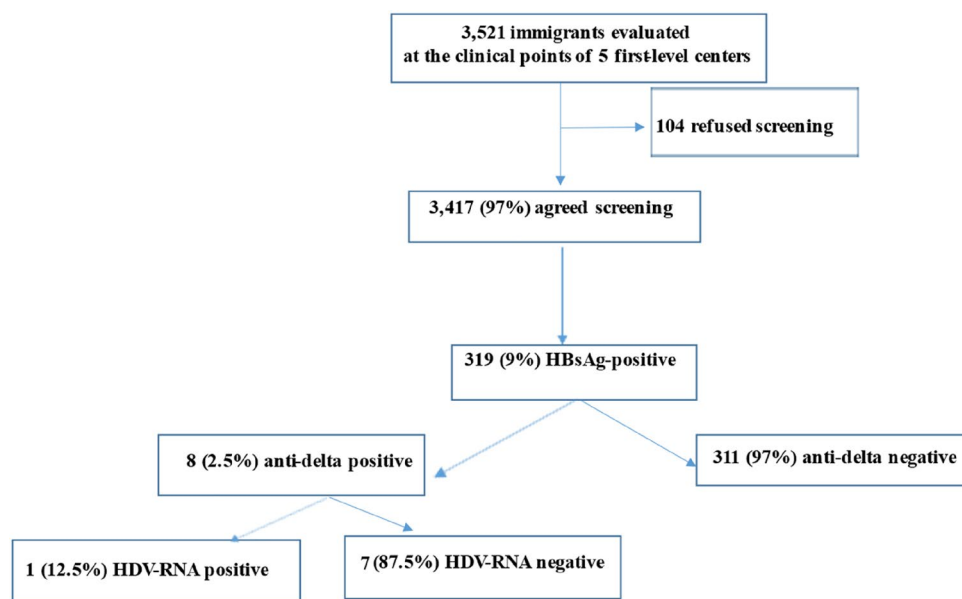 3,521 immigrants evaluated
at the clinical points of 5 first-level centers
104 refused screening
3,417 (97%) agreed screening
319 (9%) HBsAg-positive
8 (2.5%) anti-delta positive
311 (97%) anti-delta negative
1 (12.5%) HDV-RNA positive
7 (87.5%) HDV-RNA negative